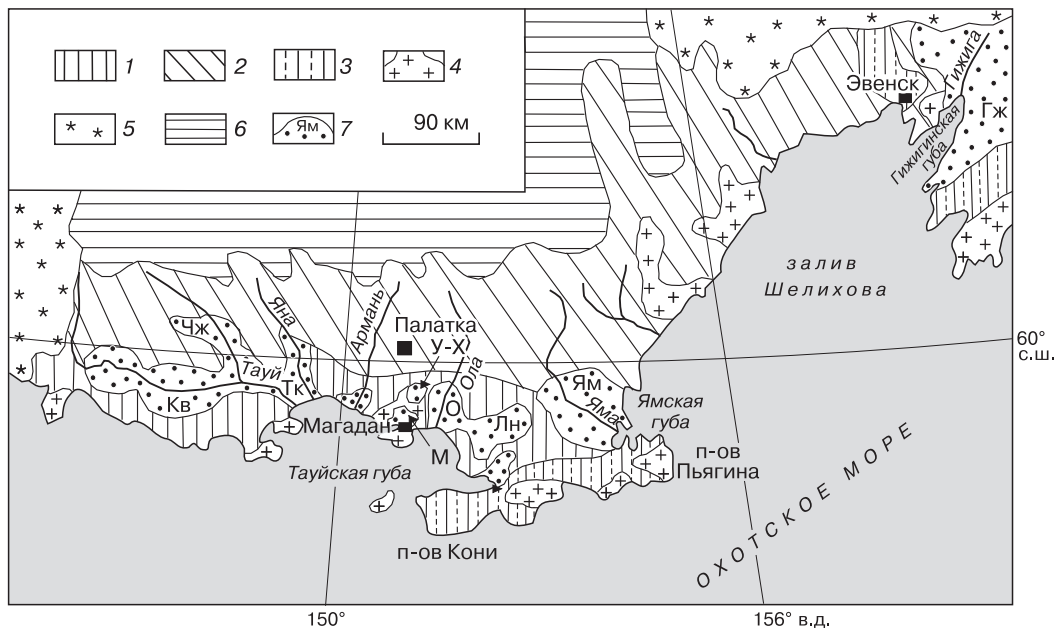 1
2
3
4
5
6
Ям
7
90 км
Эвенск
Гижига
Гж
Гижигинская
губа
залив
Шелихова
60°
с.ш.
Чж
Яна
Армань
Палатка
У-Х
Ола
Тауй
Тк
Кв
Магадан
О
Лн
М
Ям
Яма
Ямская
губа
Тауйская губа
п-ов
Пьягина
п-ов Кони
ОХОТСКОЕ МОРЕ
150°
156° в.д.